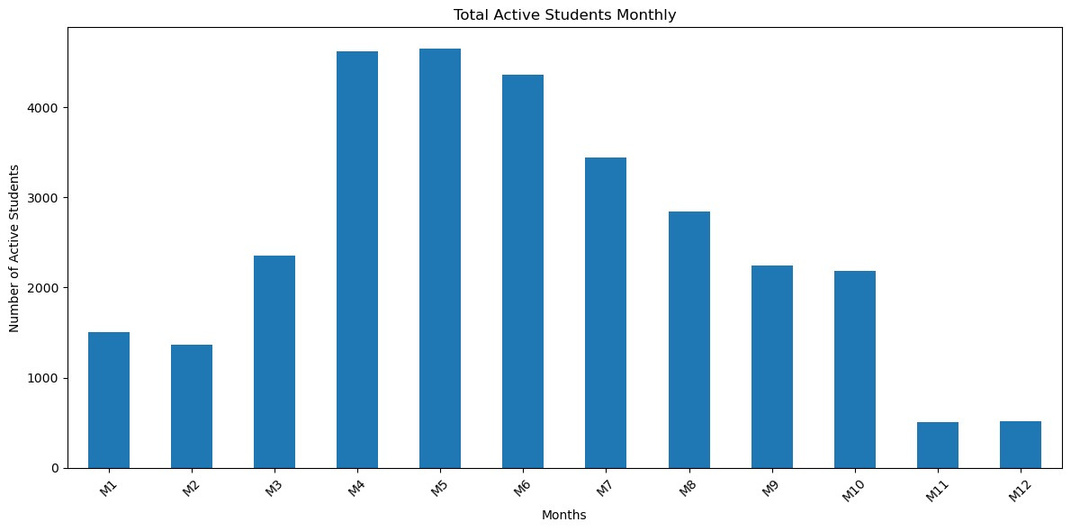 Total Active Students Monthly
Number of Active Students
4000
3000
2000
1000
0
M1 M2 M3 M4 M5 M6 M7 M8 M9 M10 M11 M12
Months